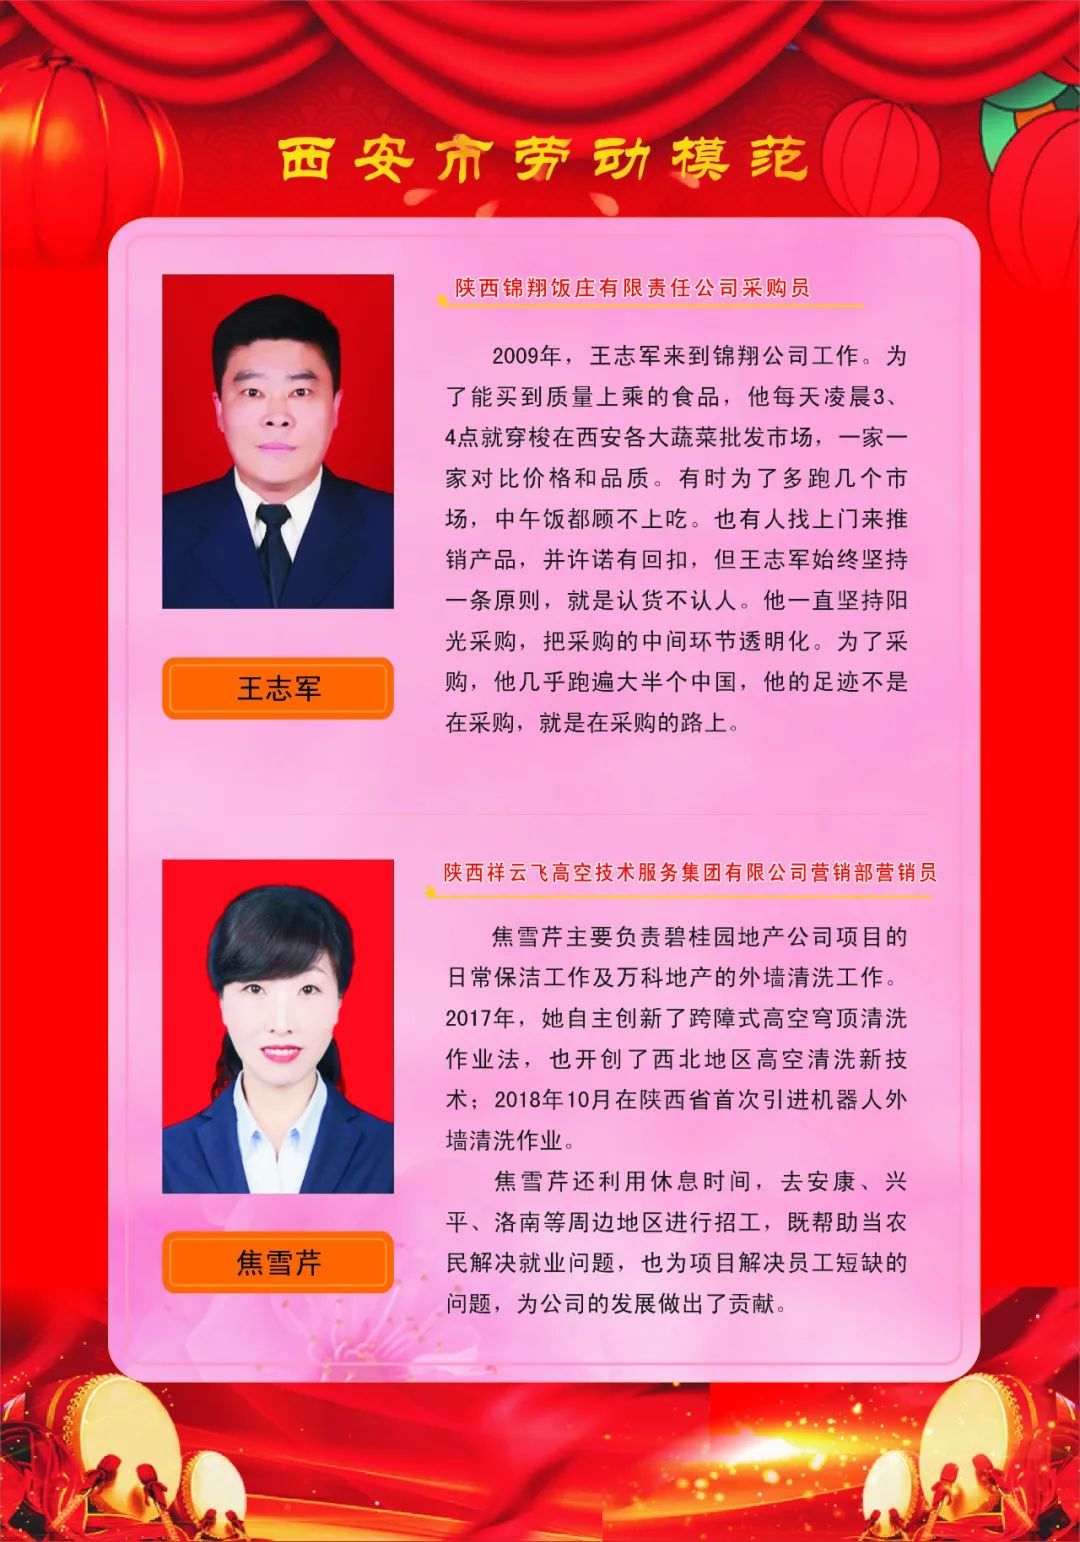 西安市劳动模范
陕西锦翔饭庄有限责任公司采购员
2009年，王志军来到锦翔公司工作。为
了能买到质量上乘的食品，他每天凌晨3、
4点就穿梭在西安各大蔬菜批发市场，一家一
家对比价格和品质。有时为了多跑几个市
场，中午饭都顾不上吃。也有人找上门来推
销产品，并许诺有回扣，但王志军始终坚持
一条原则，就是认货不认人。他一直坚持阳
光采购，把采购的中间环节透明化。为了采
购，他几乎跑遍大半个中国，他的足迹不是
在采购，就是在采购的路上。
王志军
陕西祥云飞高空技术服务集团有限公司营销部营销员
焦雪芹主要负责碧桂园地产公司项目的
日常保洁工作及万科地产的外墙清洗工作。
2017年，她自主创新了跨障式高空穹顶清洗
作业法，也开创了西北地区高空清洗新技
术；2018年10月在陕西省首次引进机器人外
墙清洗作业。
焦雪芹还利用休息时间，去安康、兴
平、洛南等周边地区进行招工，既帮助当农
民解决就业问题，也为项目解决员工短缺的
问题，为公司的发展做出了贡献。
焦雪芹